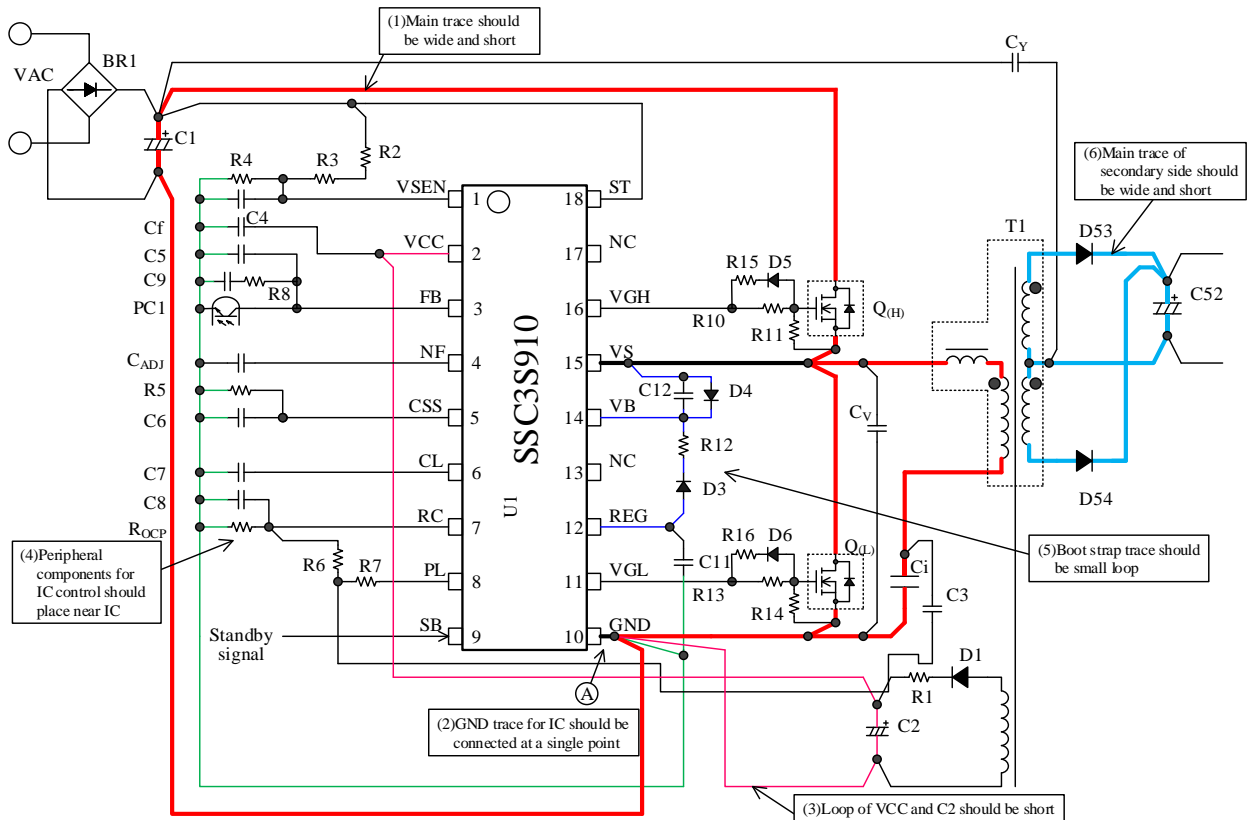 (1)Main trace should
be wide and short
CY
VAC
BR1
C1
R4
R3
R2
(6)Main trace of
secondary side should
be wide and short
VSEN
1
18
ST
Cf
C4
VCC
2
17
NC
T1
D53
C5
C9
R8
R15
D5
PC1
FB
3
16
VGH
R10
R11
Q(H)
C52
CADJ
NF
4
15
VS
R5
C12
D4
C6
CSS
5
14
VB
CV
R12
SSC3S910
U1
C7
CL
6
13
NC
C8
D3
D54
ROCP
RC
7
12
REG
(4)Peripheral
components for
IC control should
place near IC
R6
R7
PL
8
11
VGL
C11
R16
D6
R13
R14
Q(L)
Ci
C3
(5)Boot strap trace should
be small loop
Standby
signal
SB
9
10
GND
A
D1
R1
C2
(2)GND trace for IC should be
connected at a single point
(3)Loop of VCC and C2 should be short